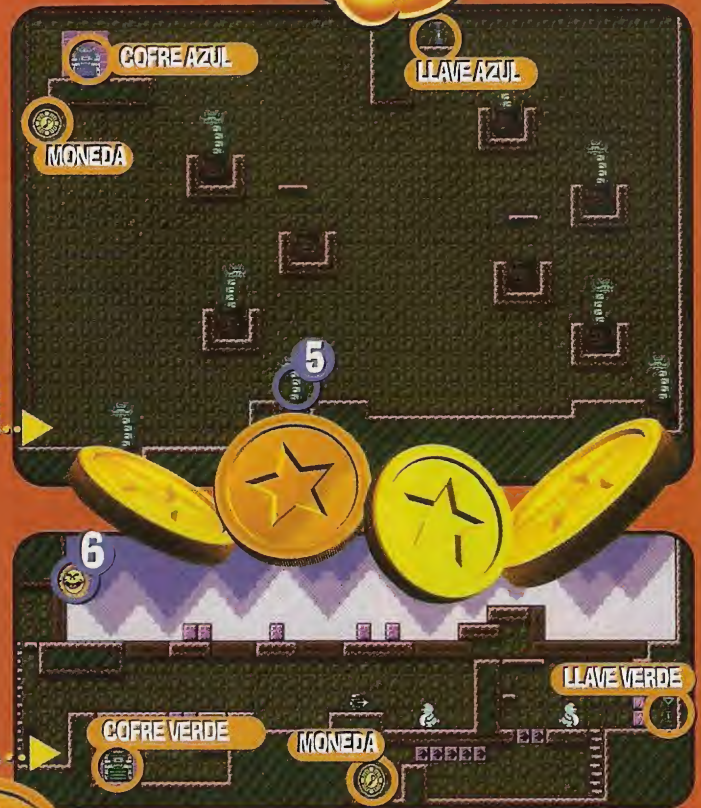 COFRE AZUL
LLAVE AZUL
MONEDA
5
6
LLAVE VERDE
COFRE VERDE
MONEDA